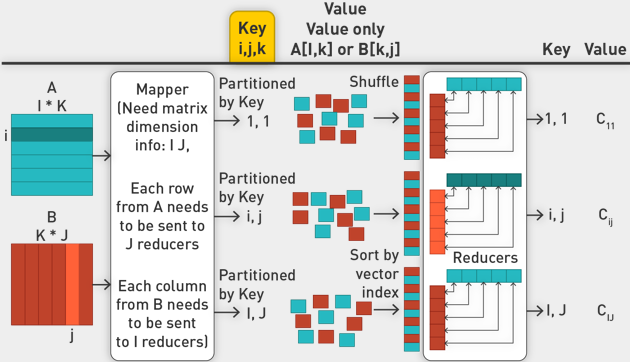 Key
i,j,k
Value
Value only
A[I,k] or B[k,j]
Key
Value
A
I * K
i
B
K * J
j
Mapper
(Need matrix
dimension
info: I J,
Each row
from A needs
to be sent to
J reducers
Each column
from B needs
to be sent
to I reducers)
Partitioned
by Key
1, 1
Partitioned
by Key
i, j
Partitioned
by Key
I, J
Shuffle
Sort by
vector
index
Reducers
1, 1
C11
i, j
Cij
I, J
CIJ